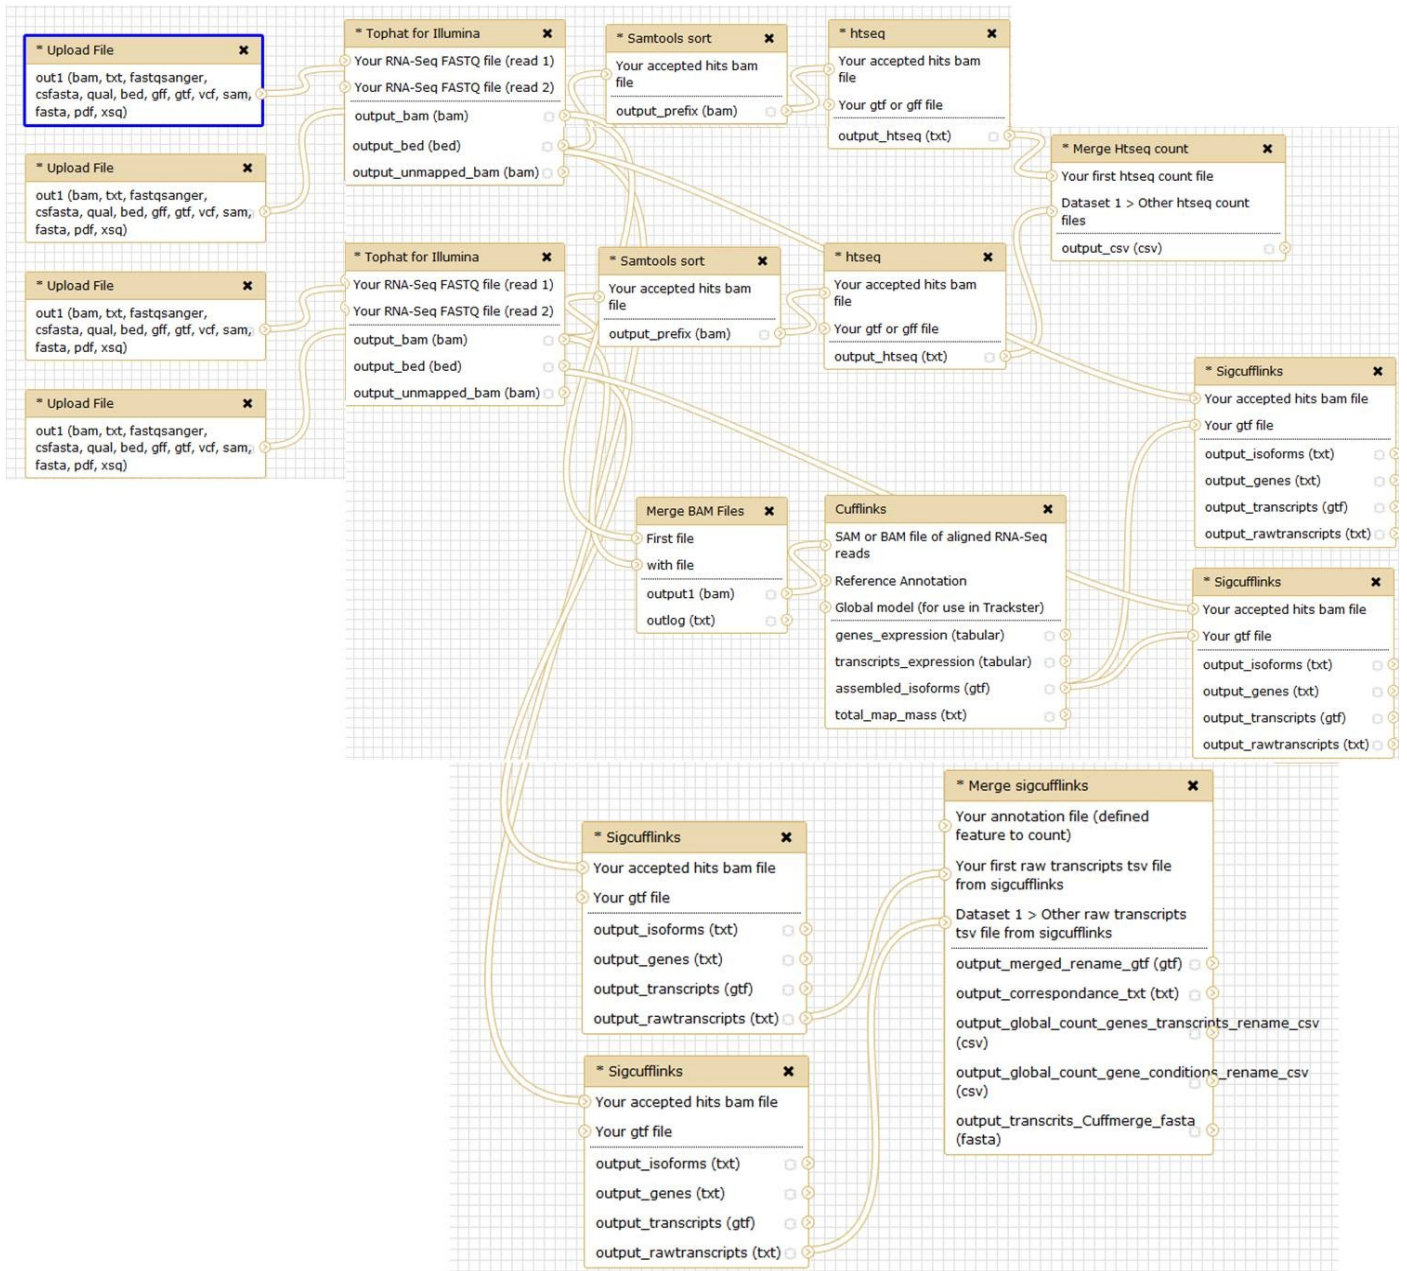 * Upload File ✖
out1 (bam, txt, fastqsanger,
csfasta, qual, bed, gff, gtf, vcf, sam,
fasta, pdf, xsq)
* Upload File ✖
out1 (bam, txt, fastqsanger,
csfasta, qual, bed, gff, gtf, vcf, sam,
fasta, pdf, xsq)
* Upload File ✖
out1 (bam, txt, fastqsanger,
csfasta, qual, bed, gff, gtf, vcf, sam,
fasta, pdf, xsq)
* Upload File ✖
out1 (bam, txt, fastqsanger,
csfasta, qual, bed, gff, gtf, vcf, sam,
fasta, pdf, xsq)
* Tophat for Illumina ✖
Your RNA-Seq FASTQ file (read 1)
Your RNA-Seq FASTQ file (read 2)
output_bam (bam)
output_bed (bed)
output_unmapped_bam (bam)
* Tophat for Illumina ✖
Your RNA-Seq FASTQ file (read 1)
Your RNA-Seq FASTQ file (read 2)
output_bam (bam)
output_bed (bed)
output_unmapped_bam (bam)
* Samtools sort ✖
Your accepted hits bam
file
output_prefix (bam)
* Samtools sort ✖
Your accepted hits bam
file
output_prefix (bam)
* htseq ✖
Your accepted hits bam
file
Your gtf or gff file
output_htseq (txt)
* htseq ✖
Your accepted hits bam
file
Your gtf or gff file
output_htseq (txt)
* Merge Htseq count ✖
Your first htseq count file
Dataset 1 > Other htseq count
files
output_csv (csv)
Merge BAM Files ✖
First file
with file
output1 (bam)
outlog (txt)
Cufflinks ✖
SAM or BAM file of aligned RNA-Seq
reads
Reference Annotation
Global model (for use in Trackster)
genes_expression (tabular)
transcripts_expression (tabular)
assembled_isoforms (gtf)
total_map_mass (txt)
* Sigcufflinks ✖
Your accepted hits bam file
Your gtf file
output_isoforms (txt)
output_genes (txt)
output_transcripts (gtf)
output_rawtranscripts (txt)
* Sigcufflinks ✖
Your accepted hits bam file
Your gtf file
output_isoforms (txt)
output_genes (txt)
output_transcripts (gtf)
output_rawtranscripts (txt)
* Sigcufflinks ✖
Your accepted hits bam file
Your gtf file
output_isoforms (txt)
output_genes (txt)
output_transcripts (gtf)
output_rawtranscripts (txt)
* Sigcufflinks ✖
Your accepted hits bam file
Your gtf file
output_isoforms (txt)
output_genes (txt)
output_transcripts (gtf)
output_rawtranscripts (txt)
* Merge sigcufflinks ✖
Your annotation file (defined
feature to count)
Your first raw transcripts tsv file
from sigcufflinks
Dataset 1 > Other raw transcripts
tsv file from sigcufflinks
output_merged_rename_gtf (gtf)
output_correspondance_txt (txt)
output_global_count_genes_transcripts_rename_csv
(csv)
output_global_count_gene_conditions_rename_csv
(csv)
output_transcrits_Cuffmerge_fasta
(fasta)